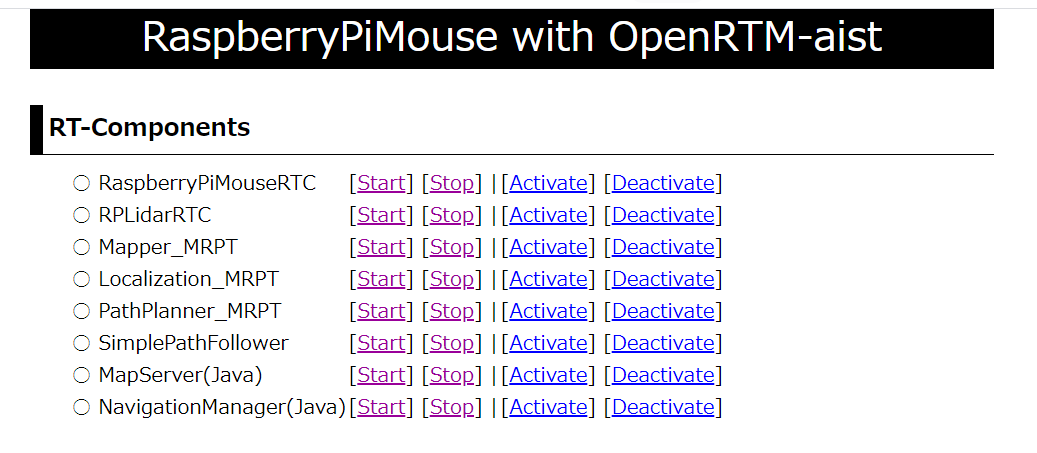 RaspberryPiMouse with OpenRTM-aist
RT-Components
○ RaspberryPiMouseRTC [Start] [Stop] | [Activate] [Deactivate]
○ RPLidarRTC [Start] [Stop] | [Activate] [Deactivate]
○ Mapper_MRPT [Start] [Stop] | [Activate] [Deactivate]
○ Localization_MRPT [Start] [Stop] | [Activate] [Deactivate]
○ PathPlanner_MRPT [Start] [Stop] | [Activate] [Deactivate]
○ SimplePathFollower [Start] [Stop] | [Activate] [Deactivate]
○ MapServer(Java) [Start] [Stop] | [Activate] [Deactivate]
○ NavigationManager(Java) [Start] [Stop] | [Activate] [Deactivate]